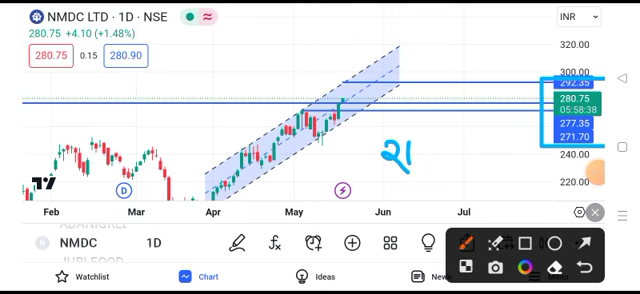 NMDC LTD · 1D · NSE
INR
280.75 +4.10 (+1.48%)
280.75 0.15 280.90
320.00
300.00
292.35
280.75
05:58:38
277.35
271.70
240.00
220.00
D
Feb Mar Apr May Jun Jul
NMDC 1D
Watchlist Chart Ideas News Menu